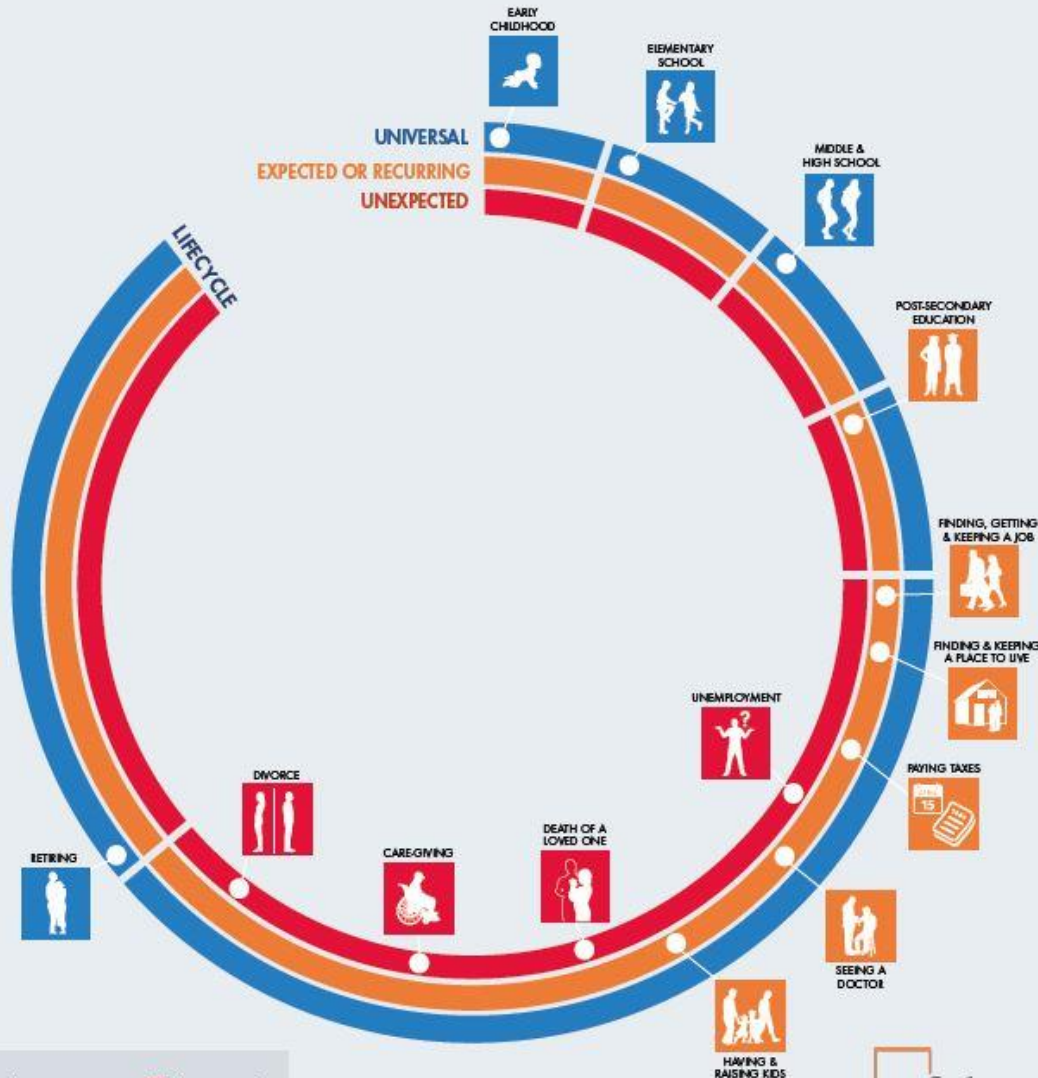 EARLY
CHILDHOOD
ELEMENTARY
SCHOOL
UNIVERSAL
EXPECTED OR RECURRING
UNEXPECTED
MIDDLE &
HIGH SCHOOL
LIFECYCLE
POST-SECONDARY
EDUCATION
FINDING, GETTING
& KEEPING A JOB
FINDING & KEEPING
A PLACE TO LIVE
UNEMPLOYMENT
?
PAYING TAXES
15
DIVORCE
DEATH OF A
LOVED ONE
CARE-GIVING
RETIRING
SEEING A
DOCTOR
HAVING &
RAISING KIDS